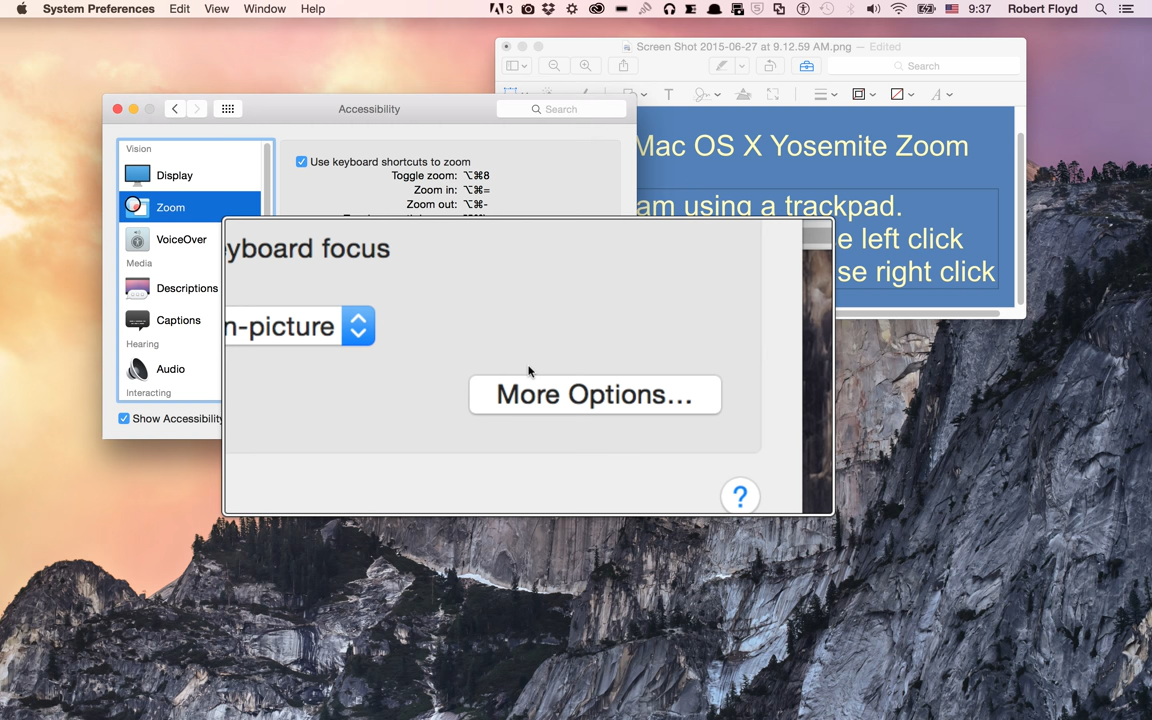 System Preferences Edit View Window Help 3 9:37 Robert Floyd
Screen Shot 2015-06-27 at 9.12.59 AM.png — Edited
Search
Accessibility
Search
Vision
Display
Zoom
VoiceOver
Media
Descriptions
Captions
Hearing
Audio
Interacting
Show Accessibility
Use keyboard shortcuts to zoom
Toggle zoom: ⌥⌘8
Zoom in: ⌥⌘=
Zoom out: ⌥⌘-
Mac OS X Yosemite Zoom
am using a trackpad.
e left click
se right click
yboard focus
n-picture
More Options...
?